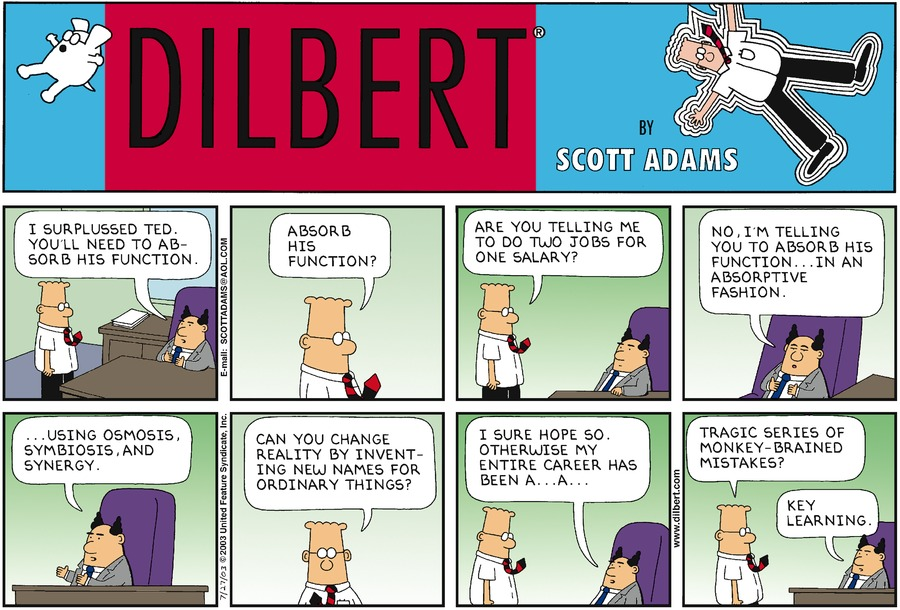 DILBERT®
BY
SCOTT ADAMS
I SURPLUSSED TED.
YOU'LL NEED TO AB-
SORB HIS FUNCTION.
E-mail: SCOTTADAMS@AOL.COM
ABSORB
HIS
FUNCTION?
ARE YOU TELLING ME
TO DO TWO JOBS FOR
ONE SALARY?
NO, I'M TELLING
YOU TO ABSORB HIS
FUNCTION...IN AN
ABSORPTIVE
FASHION.
...USING OSMOSIS,
SYMBIOSIS, AND
SYNERGY.
7/27/03 © 2003 United Feature Syndicate, Inc.
CAN YOU CHANGE
REALITY BY INVENT-
ING NEW NAMES FOR
ORDINARY THINGS?
I SURE HOPE SO.
OTHERWISE MY
ENTIRE CAREER HAS
BEEN A...A...
www.dilbert.com
TRAGIC SERIES OF
MONKEY-BRAINED
MISTAKES?
KEY
LEARNING.